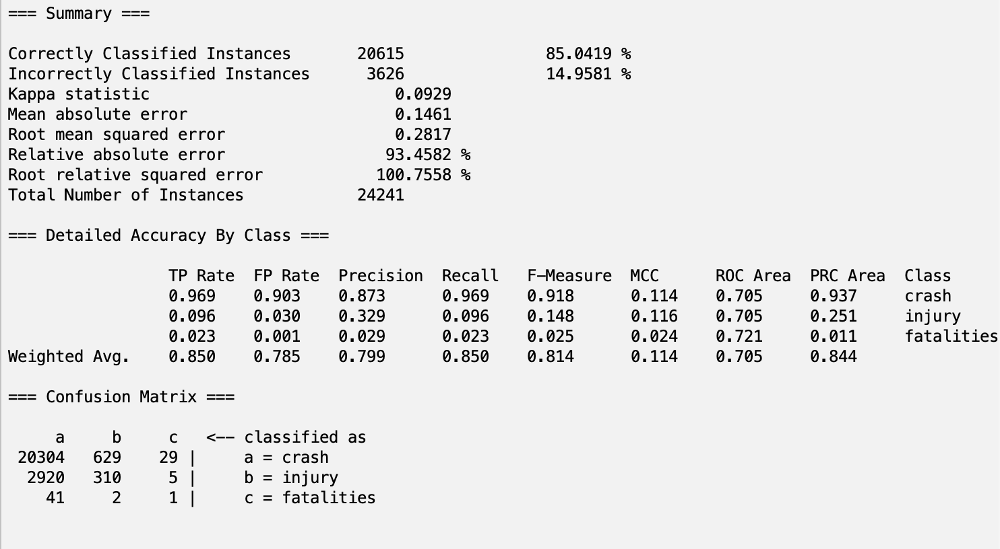 === Summary ===
Correctly Classified Instances 20615 85.0419 %
Incorrectly Classified Instances 3626 14.9581 %
Kappa statistic 0.0929
Mean absolute error 0.1461
Root mean squared error 0.2817
Relative absolute error 93.4582 %
Root relative squared error 100.7558 %
Total Number of Instances 24241
=== Detailed Accuracy By Class ===
TP Rate FP Rate Precision Recall F-Measure MCC ROC Area PRC Area Class
0.969 0.903 0.873 0.969 0.918 0.114 0.705 0.937 crash
0.096 0.030 0.329 0.096 0.148 0.116 0.705 0.251 injury
0.023 0.001 0.029 0.023 0.025 0.024 0.721 0.011 fatalities
Weighted Avg. 0.850 0.785 0.799 0.850 0.814 0.114 0.705 0.844
=== Confusion Matrix ===
a b c <-- classified as
20304 629 29 | a = crash
2920 310 5 | b = injury
41 2 1 | c = fatalities